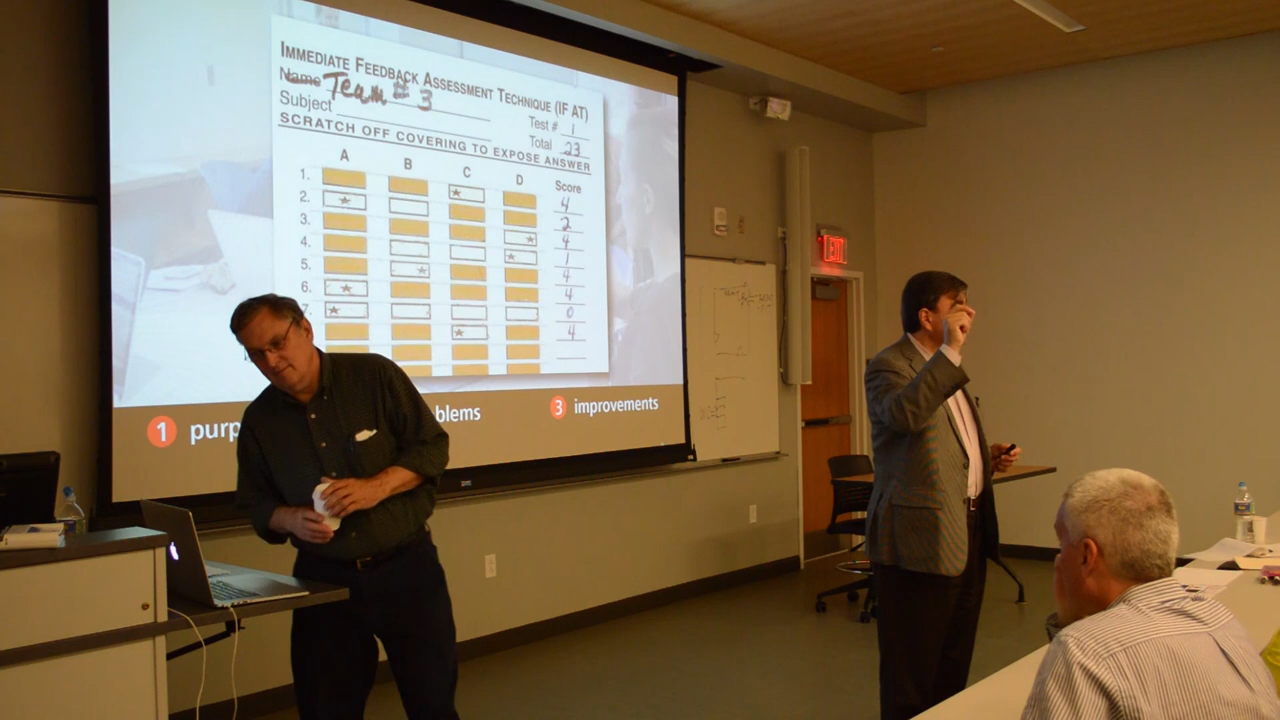 IMMEDIATE FEEDBACK ASSESSMENT TECHNIQUE (IF AT)
Name Team # 3
Subject
Test # 1
Total 23
SCRATCH OFF COVERING TO EXPOSE ANSWER
A B C D Score
1. 4
2. 2
3. 4
4. 1
5. 4
6. 4
7. 0
4
1 purp
blems
3 improvements
EXIT